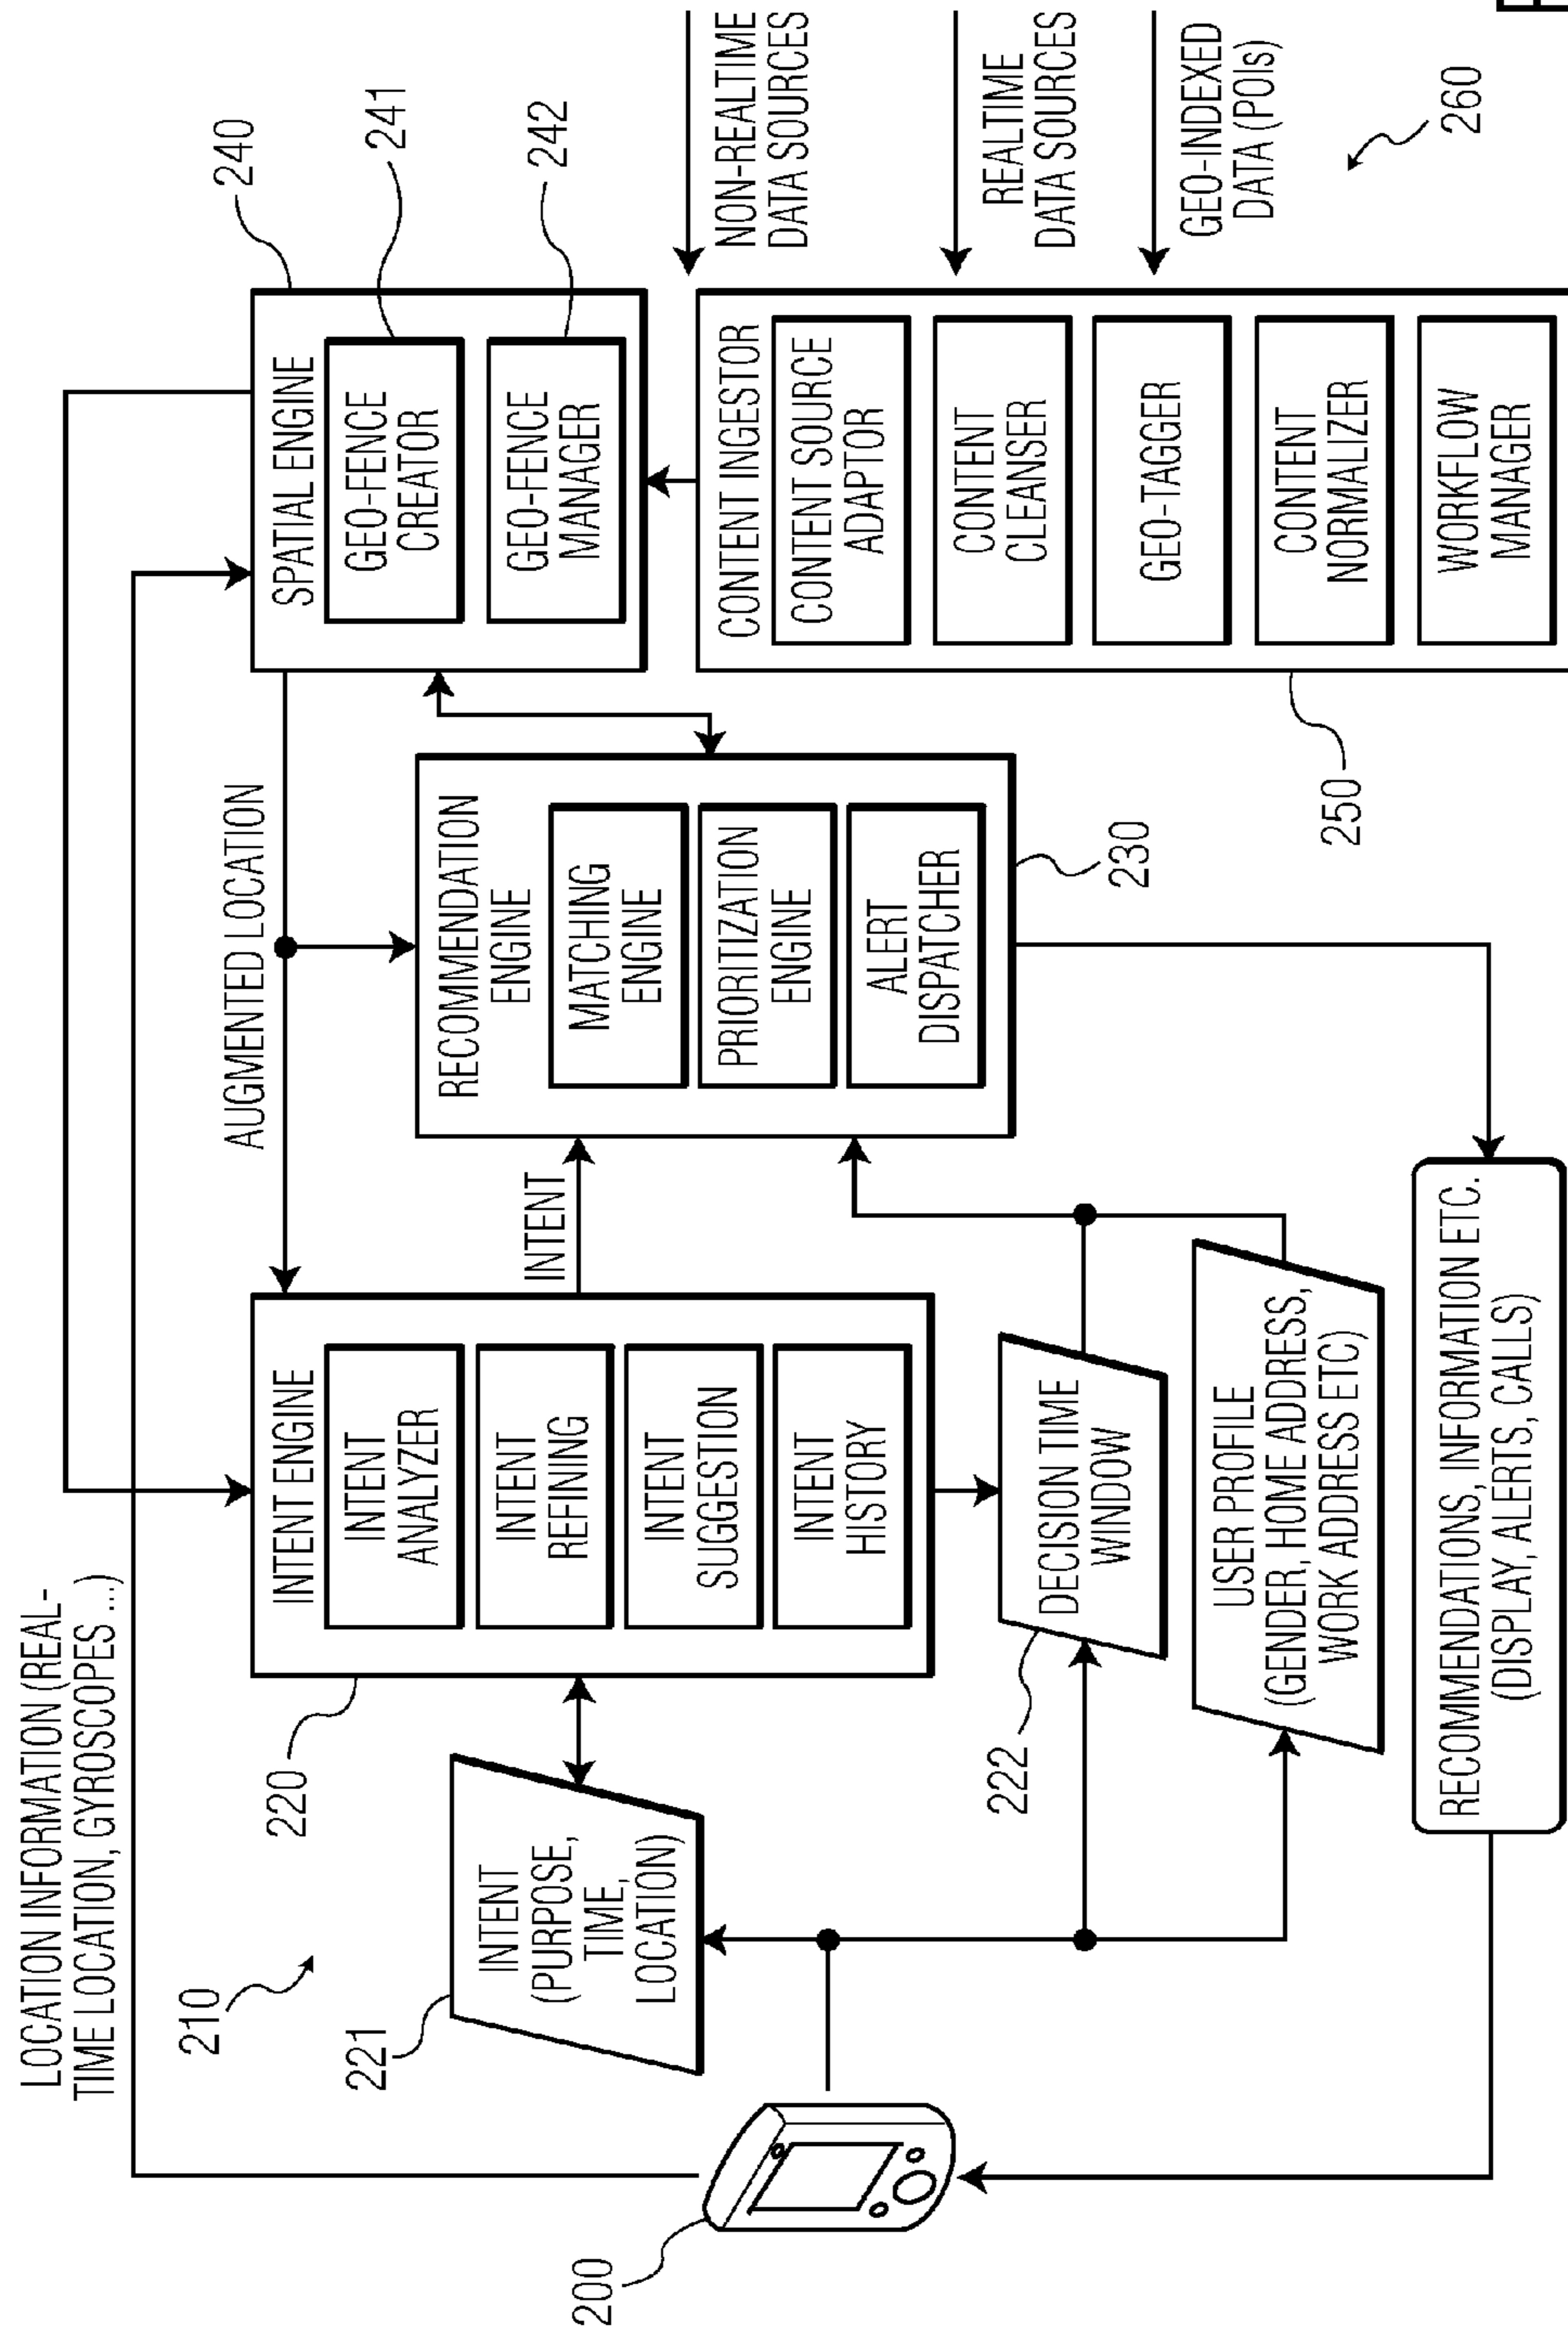 LOCATION INFORMATION (REAL-
TIME LOCATION, GYROSCOPES ...)
210
200
221
INTENT
(PURPOSE,
TIME,
LOCATION)
220
INTENT ENGINE
INTENT
ANALYZER
INTENT
REFINING
INTENT
SUGGESTION
INTENT
HISTORY
222
DECISION TIME
WINDOW
USER PROFILE
(GENDER, HOME ADDRESS,
WORK ADDRESS ETC)
RECOMMENDATIONS, INFORMATION ETC.
(DISPLAY, ALERTS, CALLS)
AUGMENTED LOCATION
INTENT
RECOMMENDATION
ENGINE
MATCHING
ENGINE
PRIORITIZATION
ENGINE
ALERT
DISPATCHER
230
240
SPATIAL ENGINE
GEO-FENCE
CREATOR
241
GEO-FENCE
MANAGER
242
CONTENT INGESTOR
CONTENT SOURCE
ADAPTOR
CONTENT
CLEANSER
GEO-TAGGER
CONTENT
NORMALIZER
WORKFLOW
MANAGER
250
NON-REALTIME
DATA SOURCES
REALTIME
DATA SOURCES
GEO-INDEXED
DATA (POIs)
260